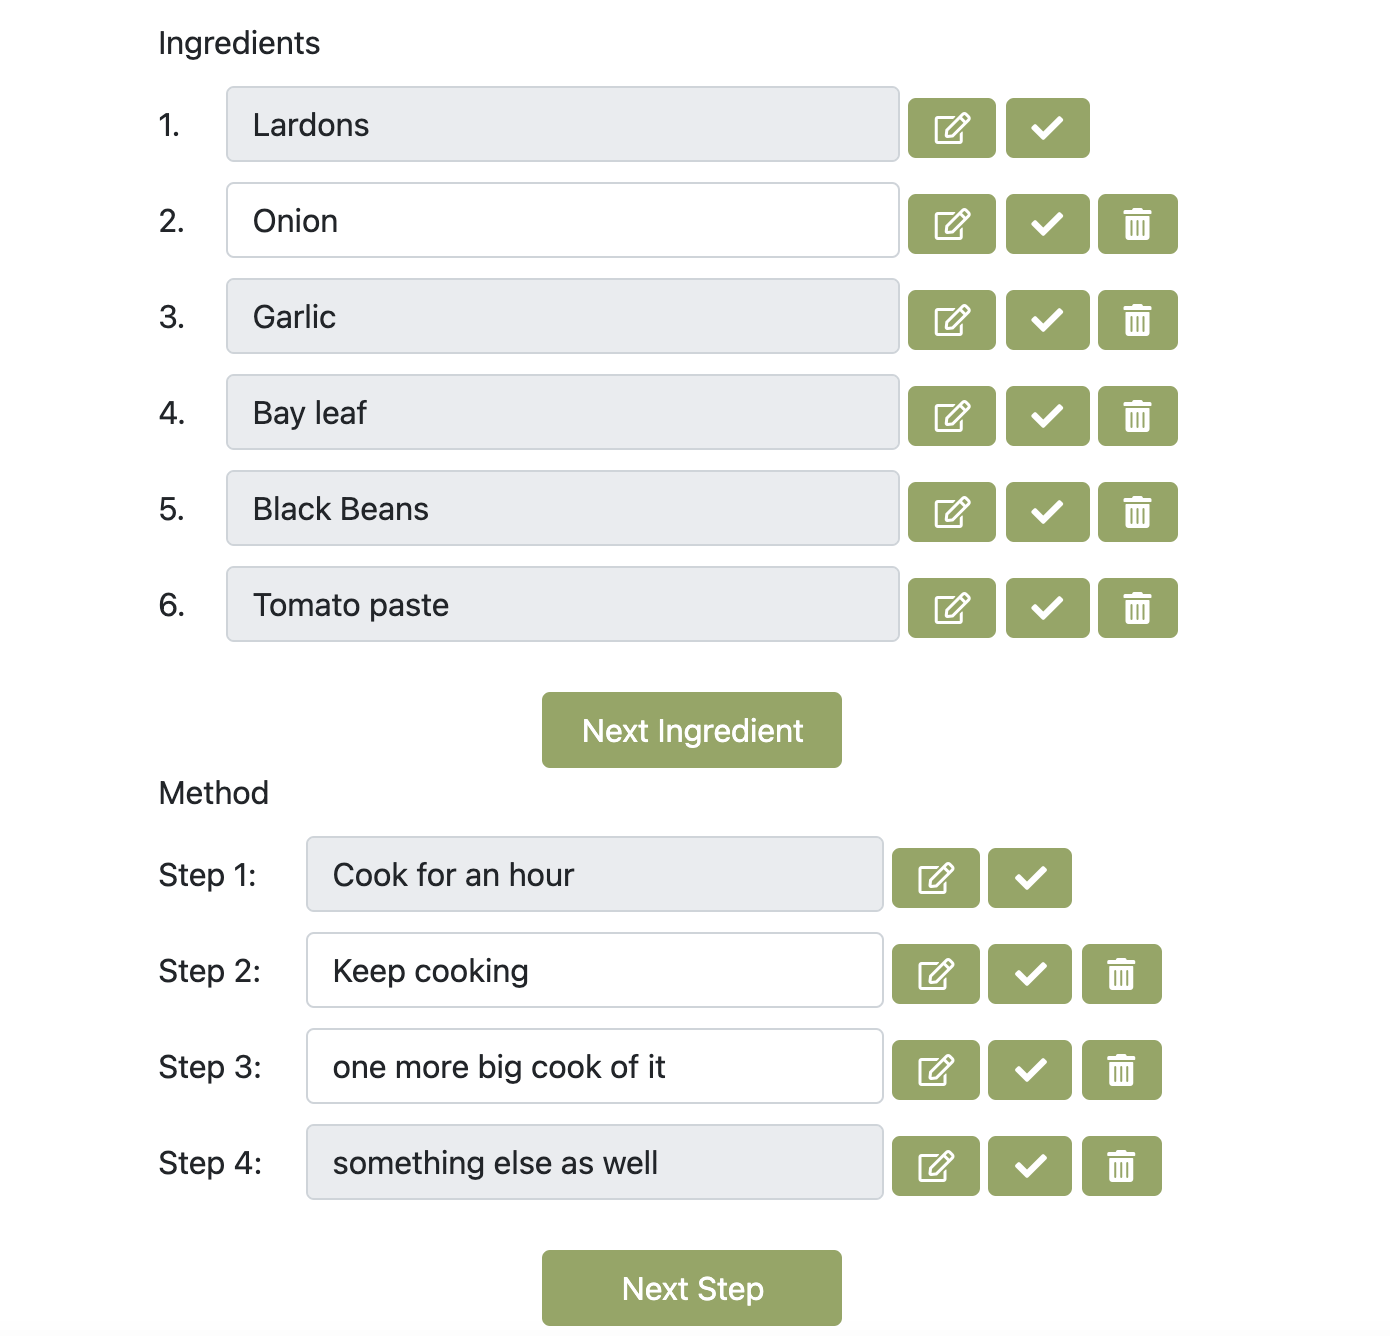 Ingredients
1. Lardons
2. Onion
3. Garlic
4. Bay leaf
5. Black Beans
6. Tomato paste
Next Ingredient
Method
Step 1: Cook for an hour
Step 2: Keep cooking
Step 3: one more big cook of it
Step 4: something else as well
Next Step